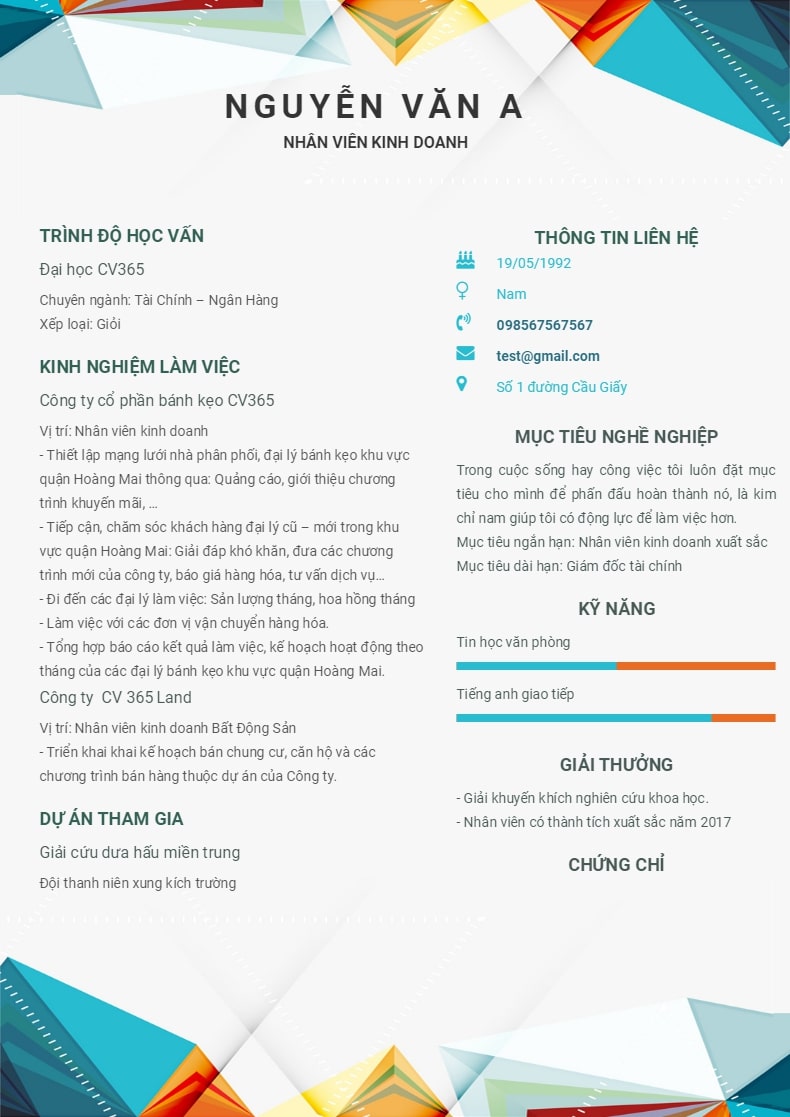 NGUYỄN VĂN A
NHÂN VIÊN KINH DOANH
TRÌNH ĐỘ HỌC VẤN
Đại học CV365
Chuyên ngành: Tài Chính – Ngân Hàng
Xếp loại: Giỏi
KINH NGHIỆM LÀM VIỆC
Công ty cổ phần bánh kẹo CV365
Vị trí: Nhân viên kinh doanh
- Thiết lập mạng lưới nhà phân phối, đại lý bánh kẹo khu vực
quận Hoàng Mai thông qua: Quảng cáo, giới thiệu chương
trình khuyến mãi, ...
- Tiếp cận, chăm sóc khách hàng đại lý cũ – mới trong khu
vực quận Hoàng Mai: Giải đáp khó khăn, đưa các chương
trình mới của công ty, báo giá hàng hóa, tư vấn dịch vụ...
- Đi đến các đại lý làm việc: Sản lượng tháng, hoa hồng tháng
- Làm việc với các đơn vị vận chuyển hàng hóa.
- Tổng hợp báo cáo kết quả làm việc, kế hoạch hoạt động theo
tháng của các đại lý bánh kẹo khu vực quận Hoàng Mai.
Công ty CV 365 Land
Vị trí: Nhân viên kinh doanh Bất Động Sản
- Triển khai khai kế hoạch bán chung cư, căn hộ và các
chương trình bán hàng thuộc dự án của Công ty.
DỰ ÁN THAM GIA
Giải cứu dưa hấu miền trung
Đội thanh niên xung kích trường
THÔNG TIN LIÊN HỆ
19/05/1992
Nam
098567567567
test@gmail.com
Số 1 đường Cầu Giấy
MỤC TIÊU NGHỀ NGHIỆP
Trong cuộc sống hay công việc tôi luôn đặt mục
tiêu cho mình để phấn đấu hoàn thành nó, là kim
chỉ nam giúp tôi có động lực để làm việc hơn.
Mục tiêu ngắn hạn: Nhân viên kinh doanh xuất sắc
Mục tiêu dài hạn: Giám đốc tài chính
KỸ NĂNG
Tin học văn phòng
Tiếng anh giao tiếp
GIẢI THƯỞNG
- Giải khuyến khích nghiên cứu khoa học.
- Nhân viên có thành tích xuất sắc năm 2017
CHỨNG CHỈ